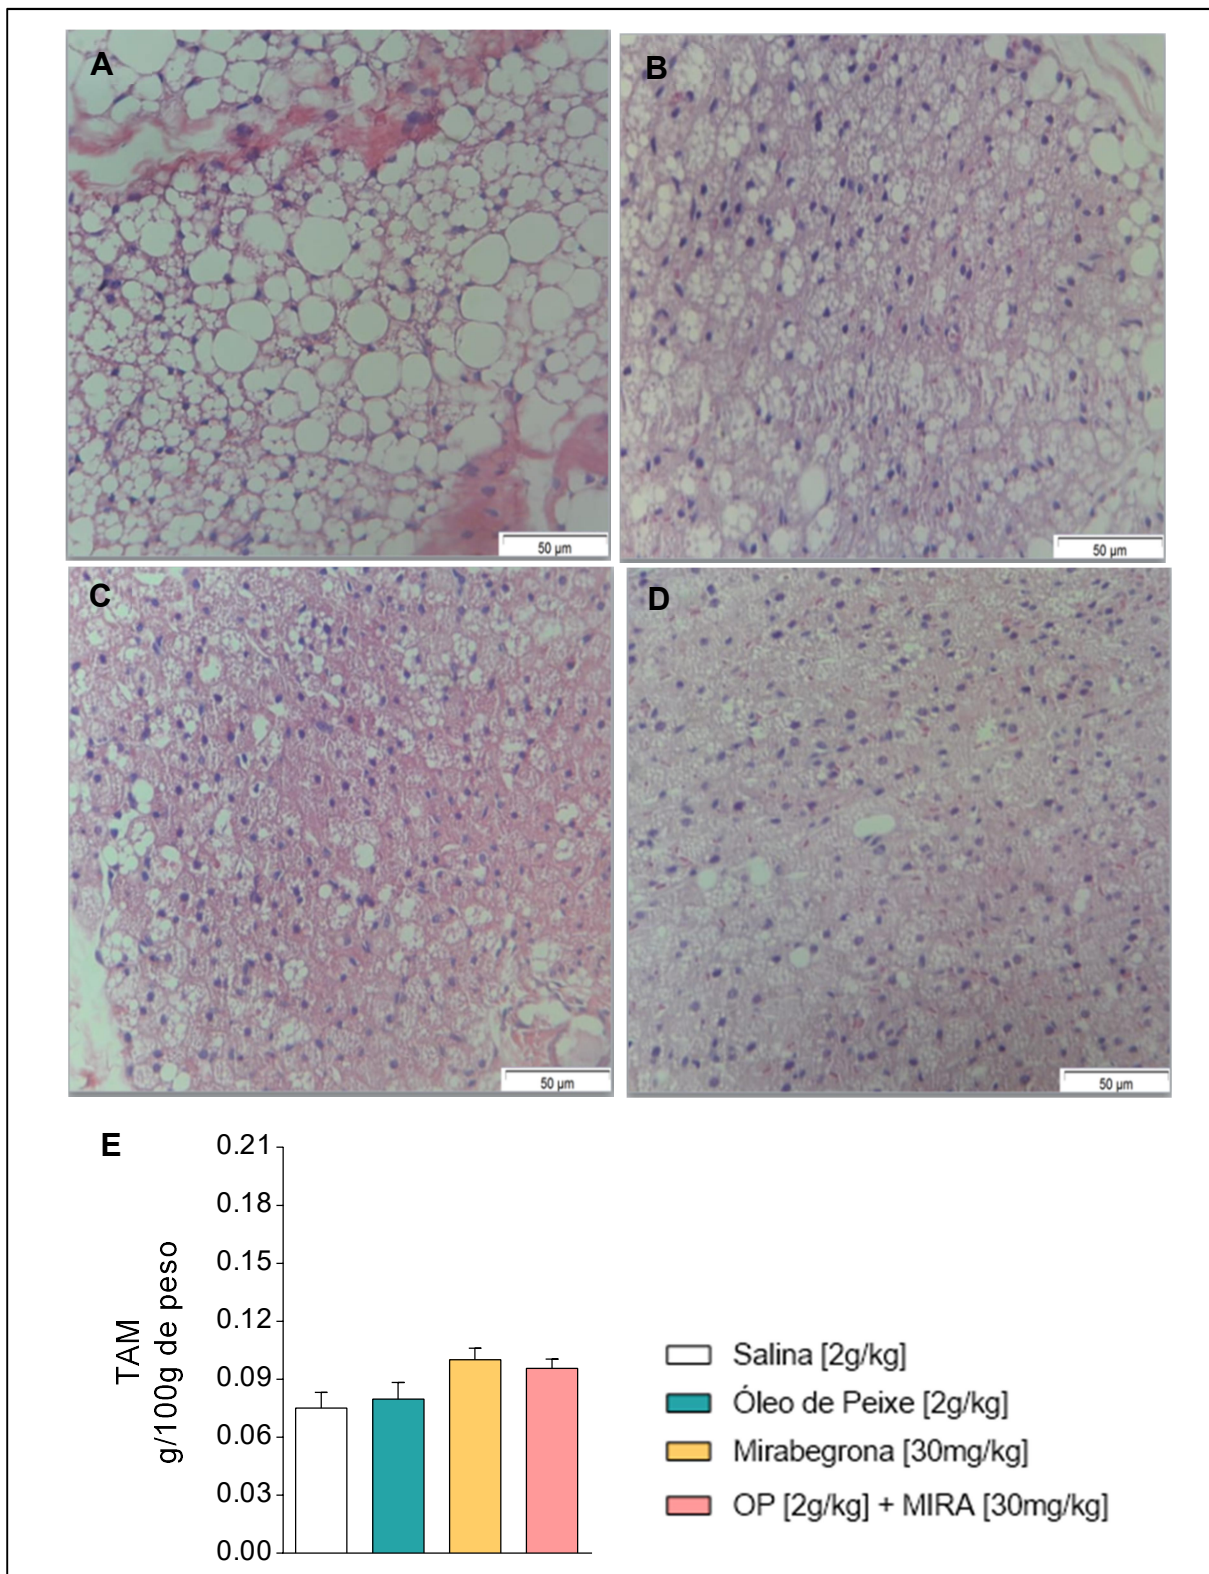 A
B
50 µm
50 µm
C
D
50 µm
50 µm
E
0.21
0.18
0.15
0.12
0.09
0.06
0.03
0.00
TAM
g/100g de peso
Salina [2g/kg]
Óleo de Peixe [2g/kg]
Mirabegrona [30mg/kg]
OP [2g/kg] + MIRA [30mg/kg]